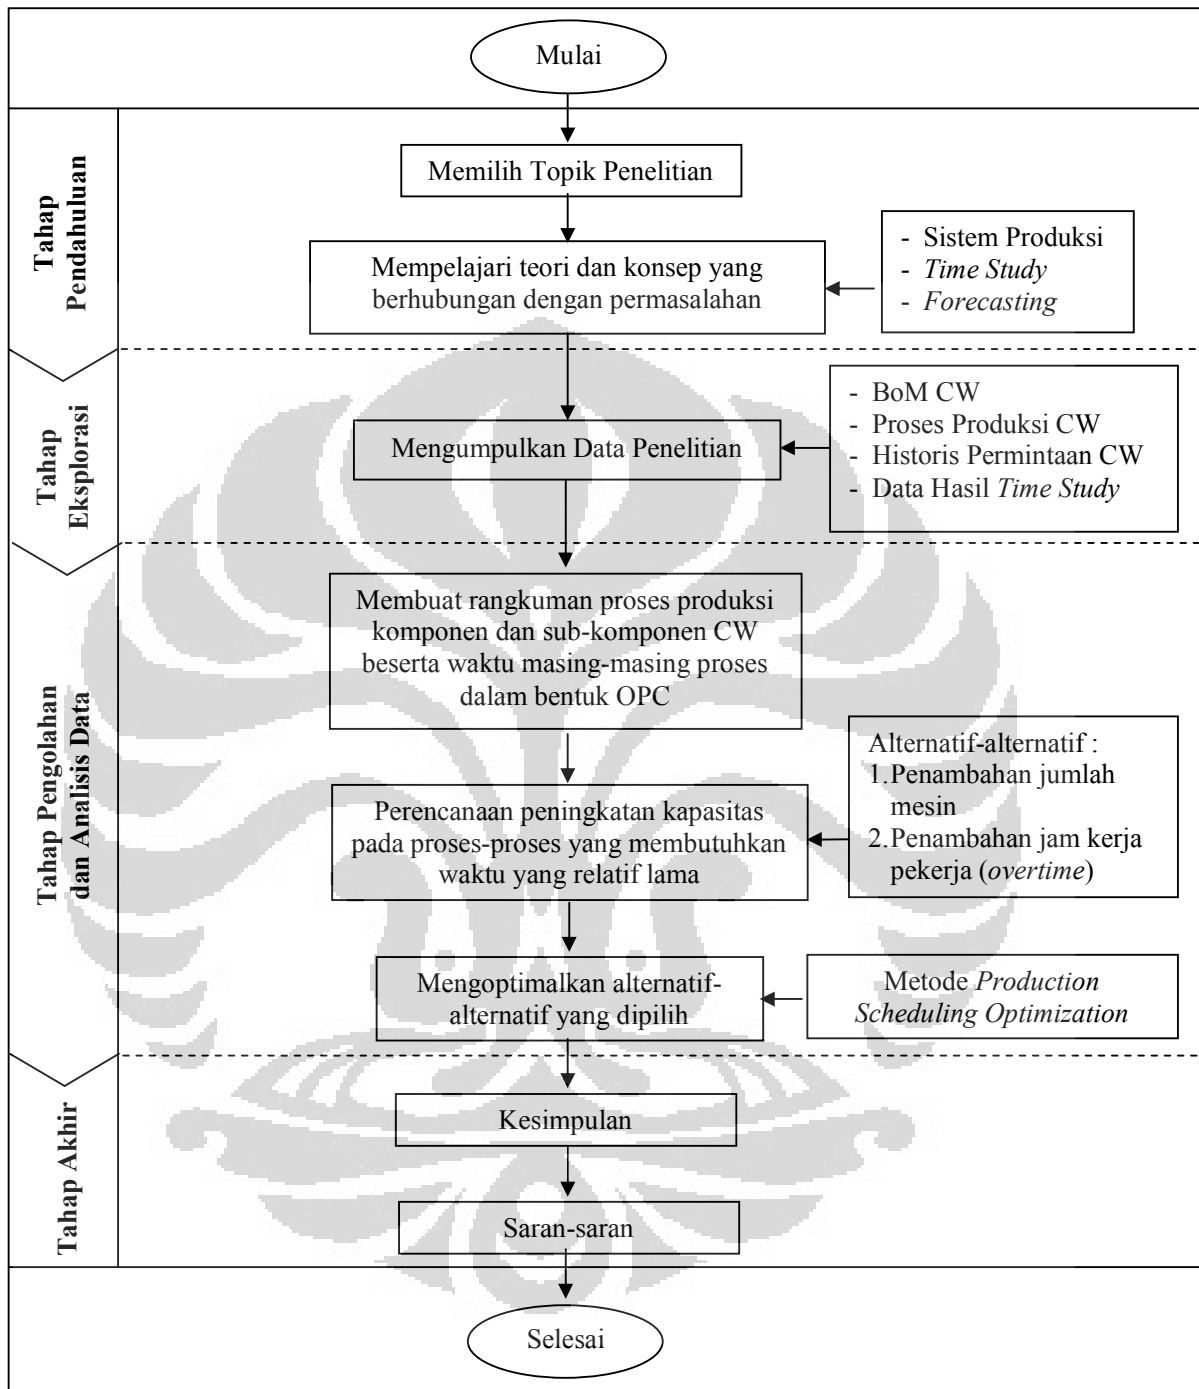 Mulai
Tahap
Pendahuluan
Memilih Topik Penelitian
Mempelajari teori dan konsep yang
berhubungan dengan permasalahan
- Sistem Produksi
- Time Study
- Forecasting
Tahap
Eksplorasi
Mengumpulkan Data Penelitian
- BoM CW
- Proses Produksi CW
- Historis Permintaan CW
- Data Hasil Time Study
Tahap Pengolahan
dan Analisis Data
Membuat rangkuman proses produksi
komponen dan sub-komponen CW
beserta waktu masing-masing proses
dalam bentuk OPC
Perencanaan peningkatan kapasitas
pada proses-proses yang membutuhkan
waktu yang relatif lama
Alternatif-alternatif :
1. Penambahan jumlah
mesin
2. Penambahan jam kerja
pekerja (overtime)
Mengoptimalkan alternatif-
alternatif yang dipilih
Metode Production
Scheduling Optimization
Tahap Akhir
Kesimpulan
Saran-saran
Selesai